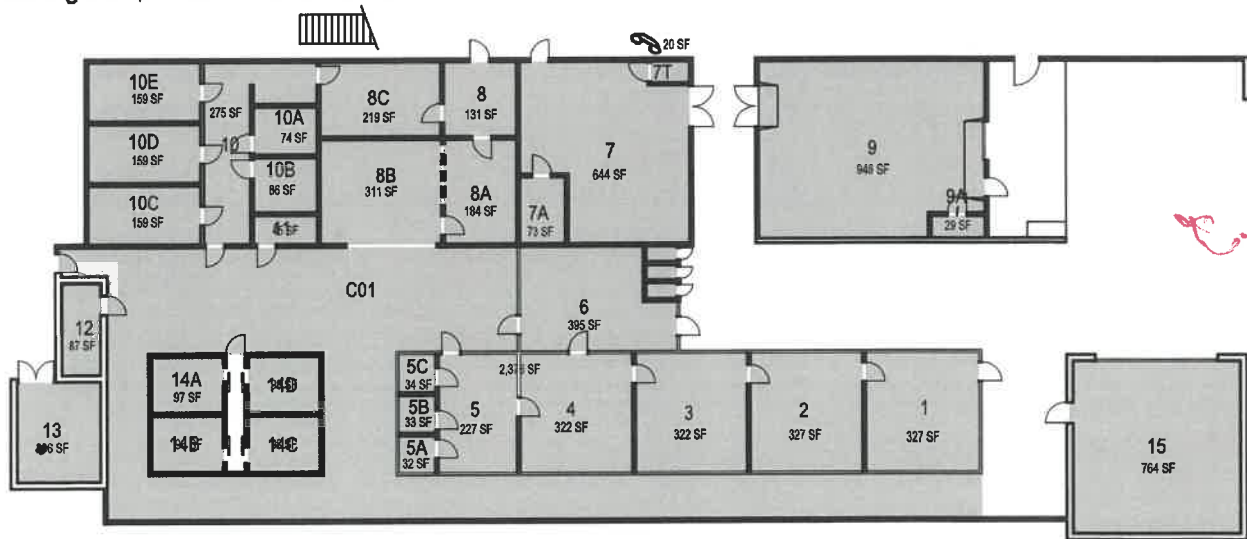 20 SF
7T
10E
159 SF
275 SF
8C
219 SF
8
131 SF
10A
74 SF
10
10D
159 SF
7
644 SF
9
8B
311 SF
10B
86 SF
8A
184 SF
10C
159 SF
7A
73 SF
9A
29 SF
C01
6
395 SF
12
87 SF
14A
97 SF
14D
5C
34 SF
2,376 SF
5
227 SF
4
322 SF
3
322 SF
2
327 SF
1
327 SF
5B
33 SF
13
14B
14C
5A
32 SF
15
764 SF